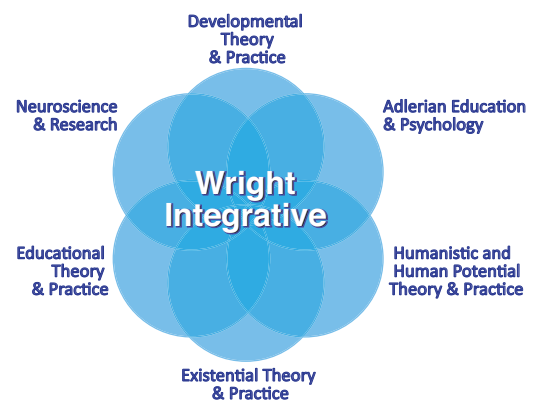 Developmental
Theory
& Practice
Neuroscience
& Research
Adlerian Education
& Psychology
Wright
Integrative
Educational
Theory
& Practice
Humanistic and
Human Potential
Theory & Practice
Existential Theory
& Practice